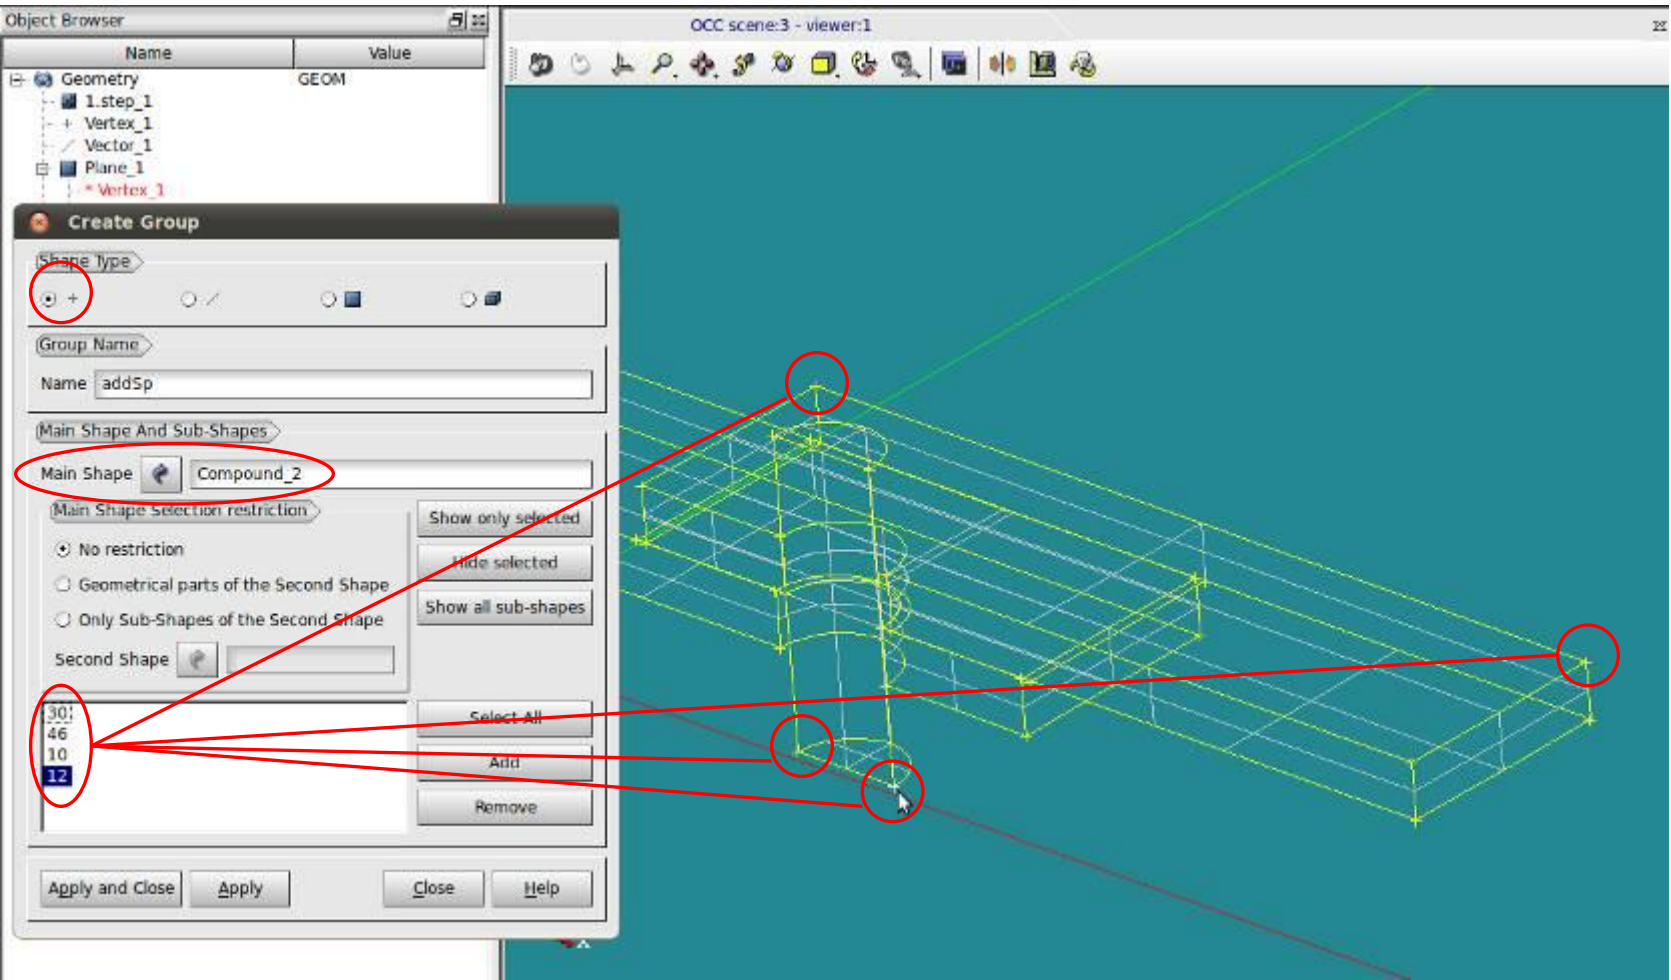 Object Browser
OCC scene:3 - viewer:1
Name Value
Geometry GEOM
1.step_1
Vertex_1
Vector_1
Plane_1
* Vertex_1
Create Group
Shape Type
Group Name
Name addSp
Main Shape And Sub-Shapes
Main Shape Compound_2
Main Shape Selection restriction
No restriction
Geometrical parts of the Second Shape
Only Sub-Shapes of the Second Shape
Second Shape
Show only selected
Hide selected
Show all sub-shapes
30
46
10
12
Select All
Add
Remove
Apply and Close Apply Close Help